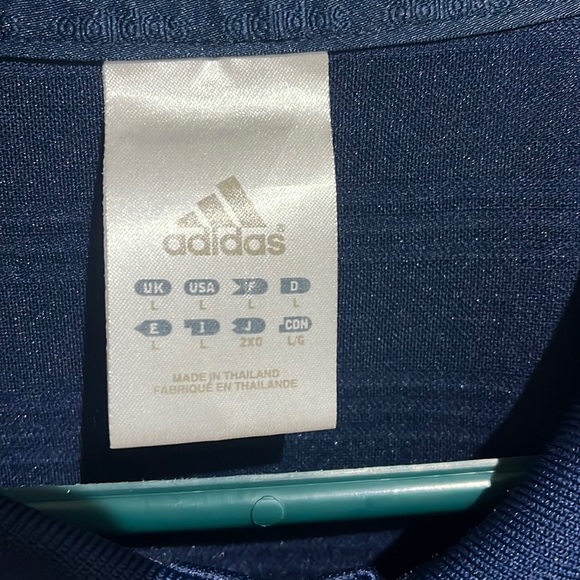 adidas adidas adidas
adidas
UK USA F D
L L L L
E I J CDN
L L 2XO L/G
MADE IN THAILAND
FABRIQUÉ EN THAILANDE